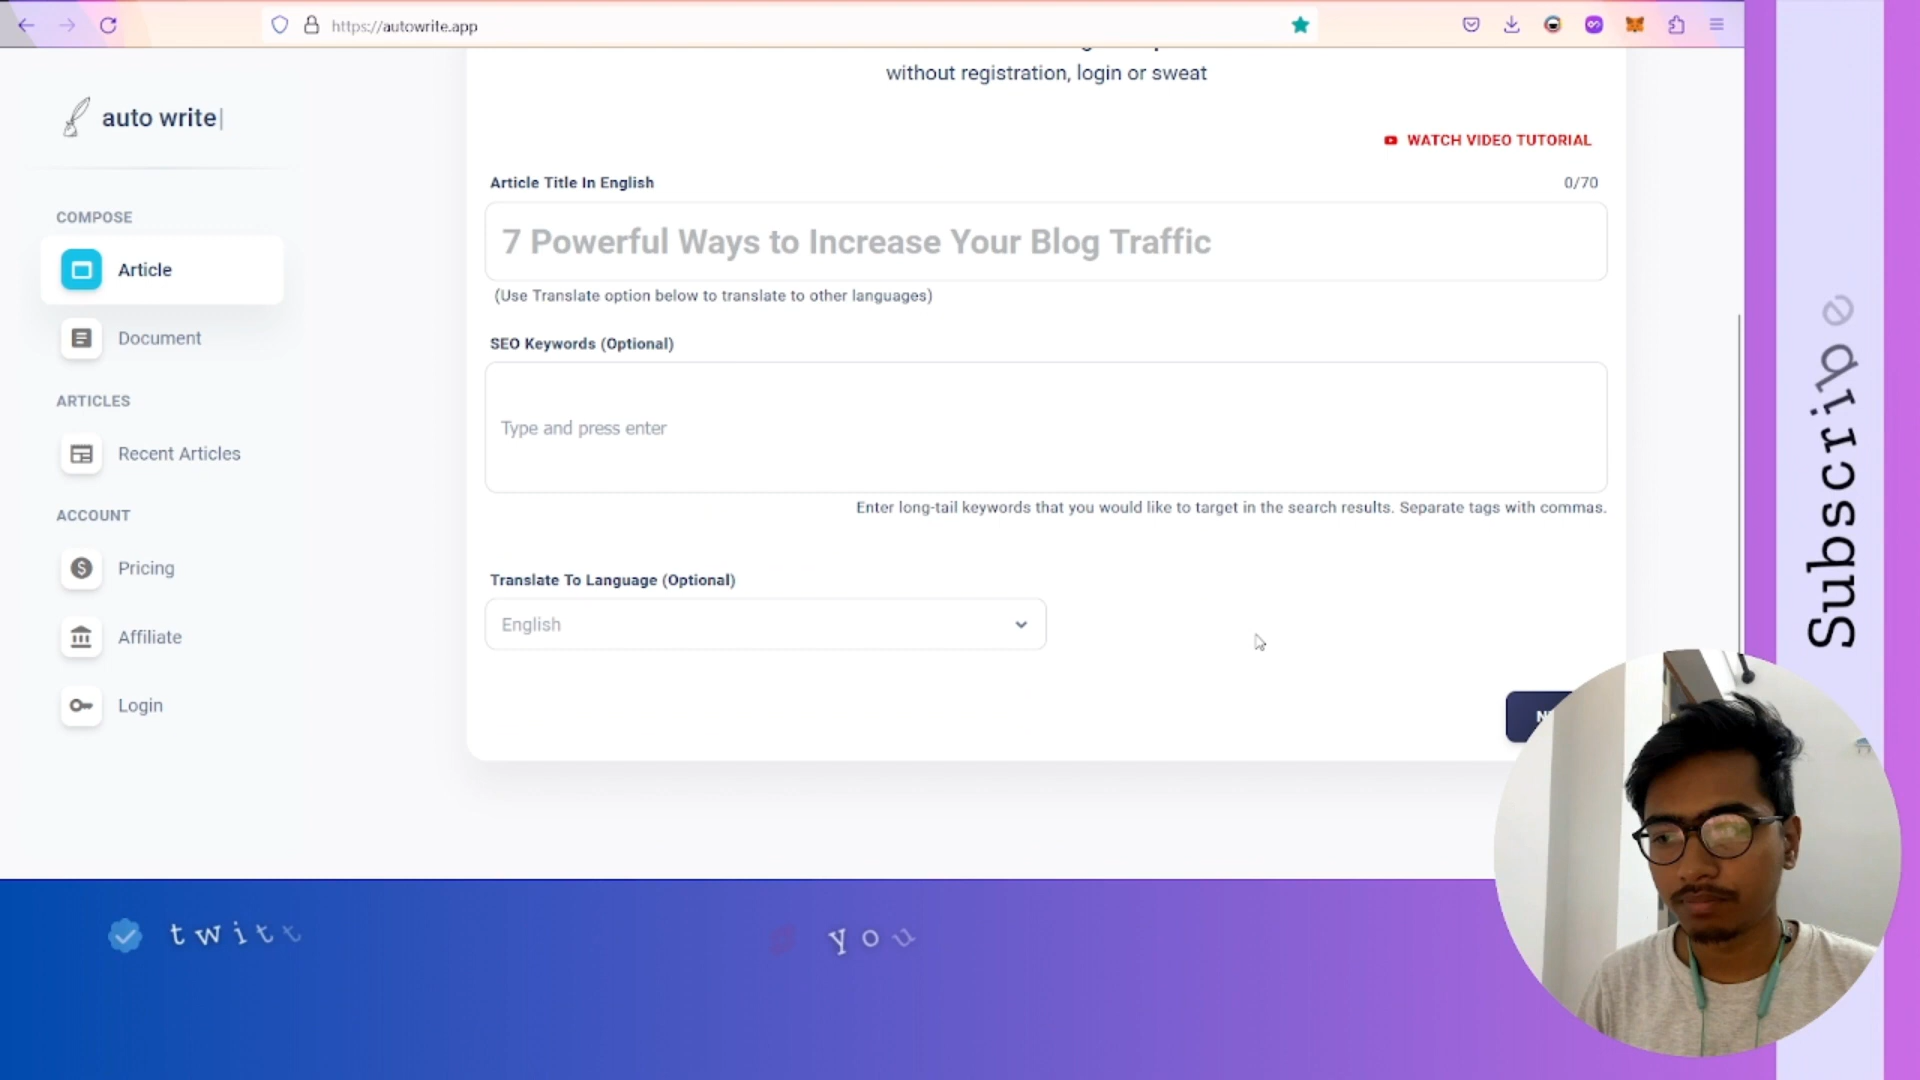 https://autowrite.app
without registration, login or sweat
auto write|
WATCH VIDEO TUTORIAL
Article Title In English
0/70
COMPOSE
7 Powerful Ways to Increase Your Blog Traffic
Article
(Use Translate option below to translate to other languages)
Document
SEO Keywords (Optional)
ARTICLES
Type and press enter
Recent Articles
Enter long-tail keywords that you would like to target in the search results. Separate tags with commas.
ACCOUNT
Pricing
Translate To Language (Optional)
English
Affiliate
Login
Subscribe
twitt
you